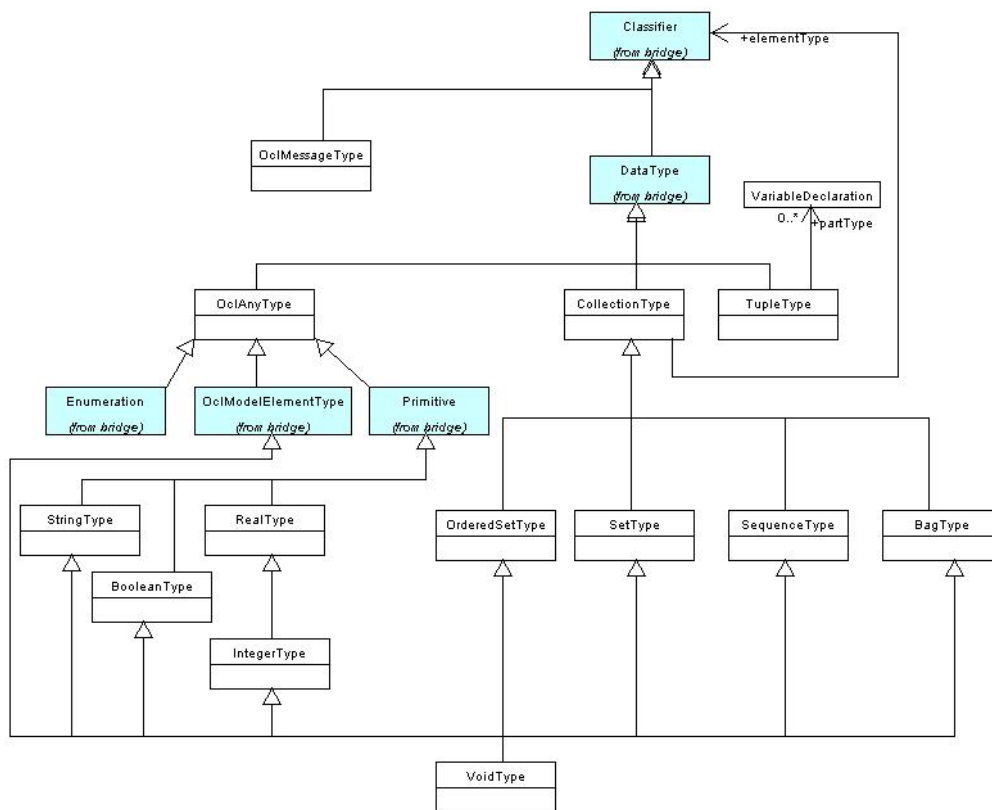 Classifier
(from bridge)
+elementType
OclMessageType
DataType
(from bridge)
VariableDeclaration
0..*
+partType
OclAnyType
CollectionType
TupleType
Enumeration
(from bridge)
OclModelElementType
(from bridge)
Primitive
(from bridge)
StringType
RealType
OrderedSetType
SetType
SequenceType
BagType
BooleanType
IntegerType
VoidType